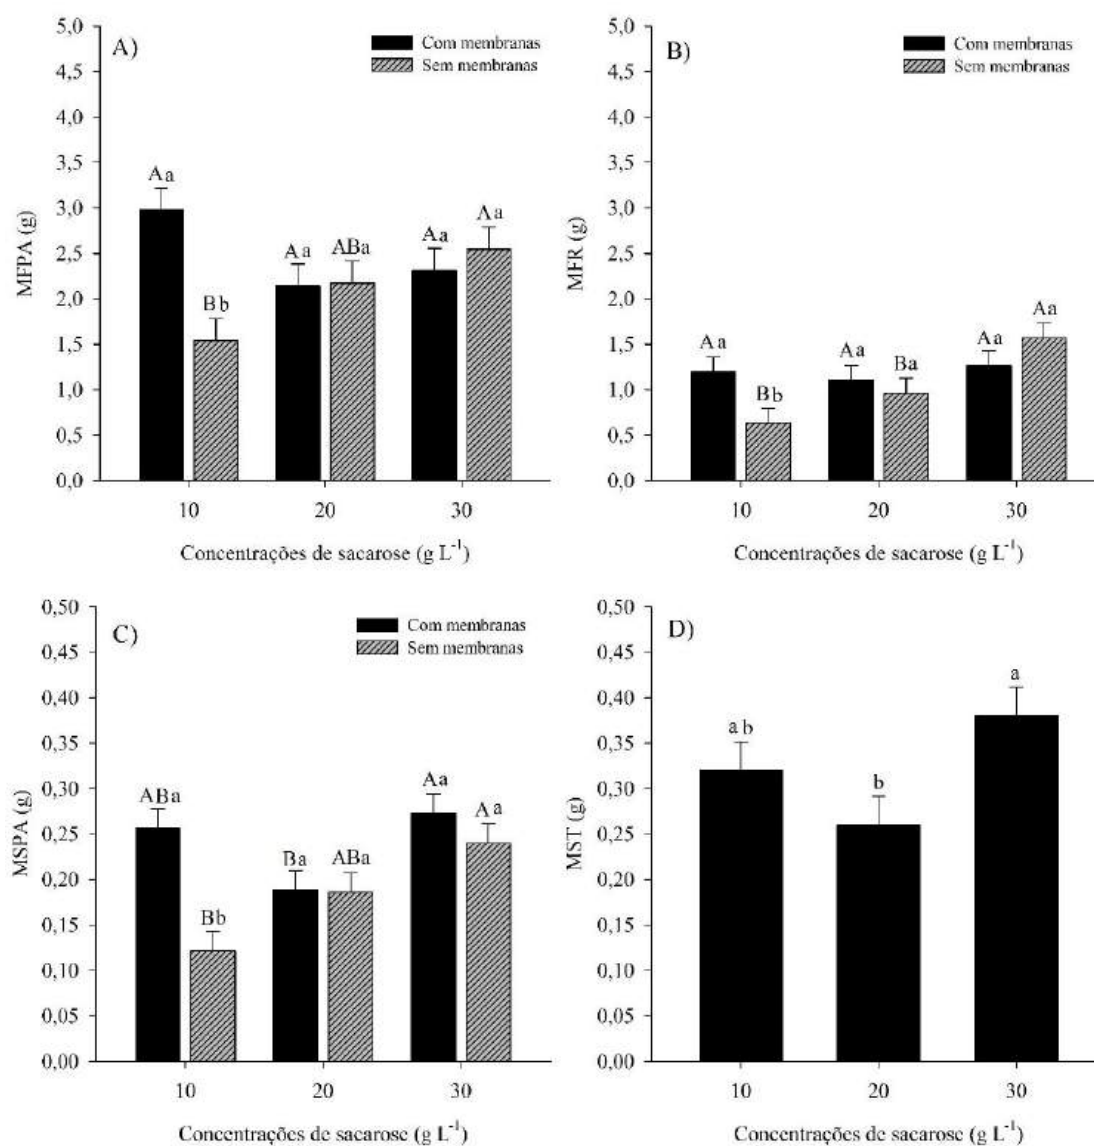 A)
Com membranas
Sem membranas
5,0
4,5
4,0
3,5
3,0
2,5
2,0
1,5
1,0
0,5
0,0
MFPA (g)
Aa
Bb
Aa
ABa
Aa
Aa
10
20
30
Concentrações de sacarose (g L-1)
B)
Com membranas
Sem membranas
5,0
4,5
4,0
3,5
3,0
2,5
2,0
1,5
1,0
0,5
0,0
MFR (g)
Aa
Bb
Aa
Ba
Aa
Aa
10
20
30
Concentrações de sacarose (g L-1)
C)
Com membranas
Sem membranas
0,50
0,45
0,40
0,35
0,30
0,25
0,20
0,15
0,10
0,05
0,00
MSPA (g)
ABa
Bb
Ba
ABa
Aa
Aa
10
20
30
Concentrações de sacarose (g L-1)
D)
0,50
0,45
0,40
0,35
0,30
0,25
0,20
0,15
0,10
0,05
0,00
MST (g)
ab
b
a
10
20
30
Concentrações de sacarose (g L-1)